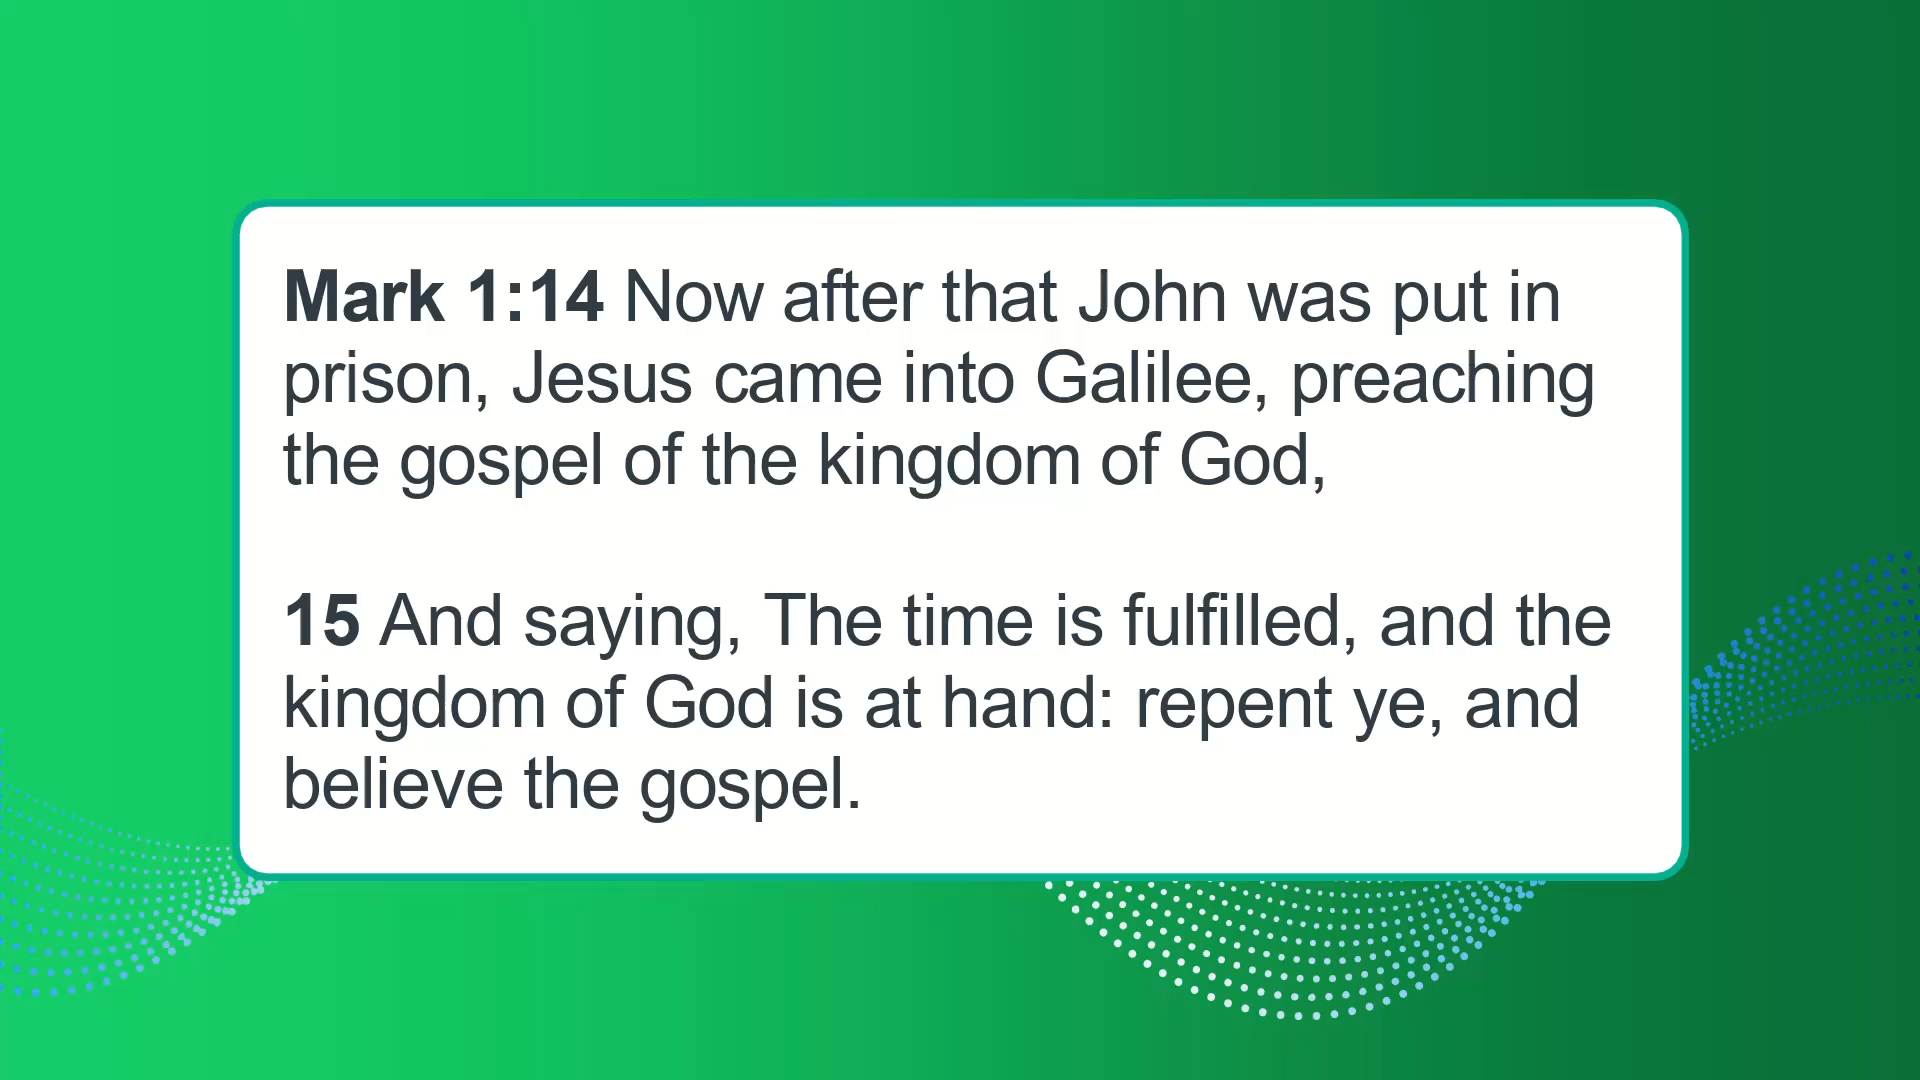 Mark 1:14 Now after that John was put in
prison, Jesus came into Galilee, preaching
the gospel of the kingdom of God,
15 And saying, The time is fulfilled, and the
kingdom of God is at hand: repent ye, and
believe the gospel.